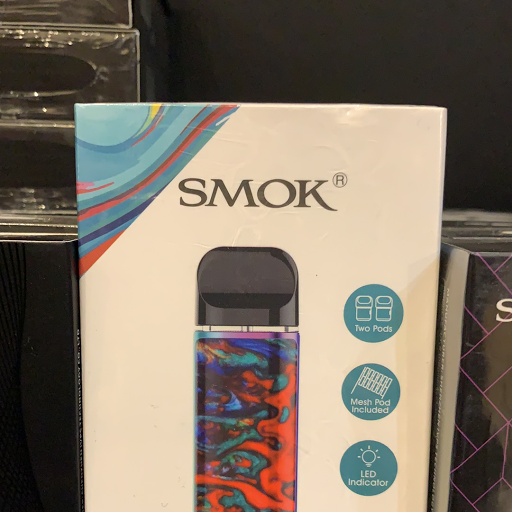 SMOK®
Two Pods
Mesh Pod
Included
LED
Indicator
S